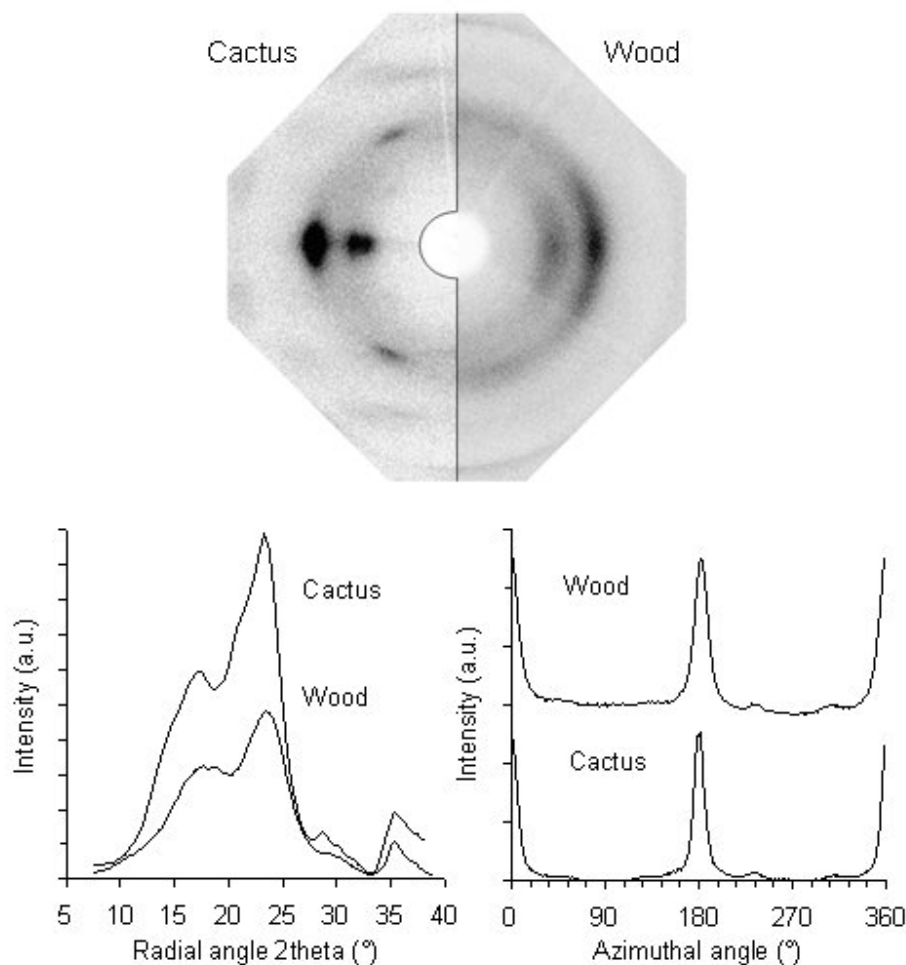 Cactus
Wood
Cactus
Wood
Intensity (a.u.)
5 10 15 20 25 30 35 40
Radial angle 2theta (°)
Wood
Cactus
Intensity (a.u.)
0 90 180 270 360
Azimuthal angle (°)